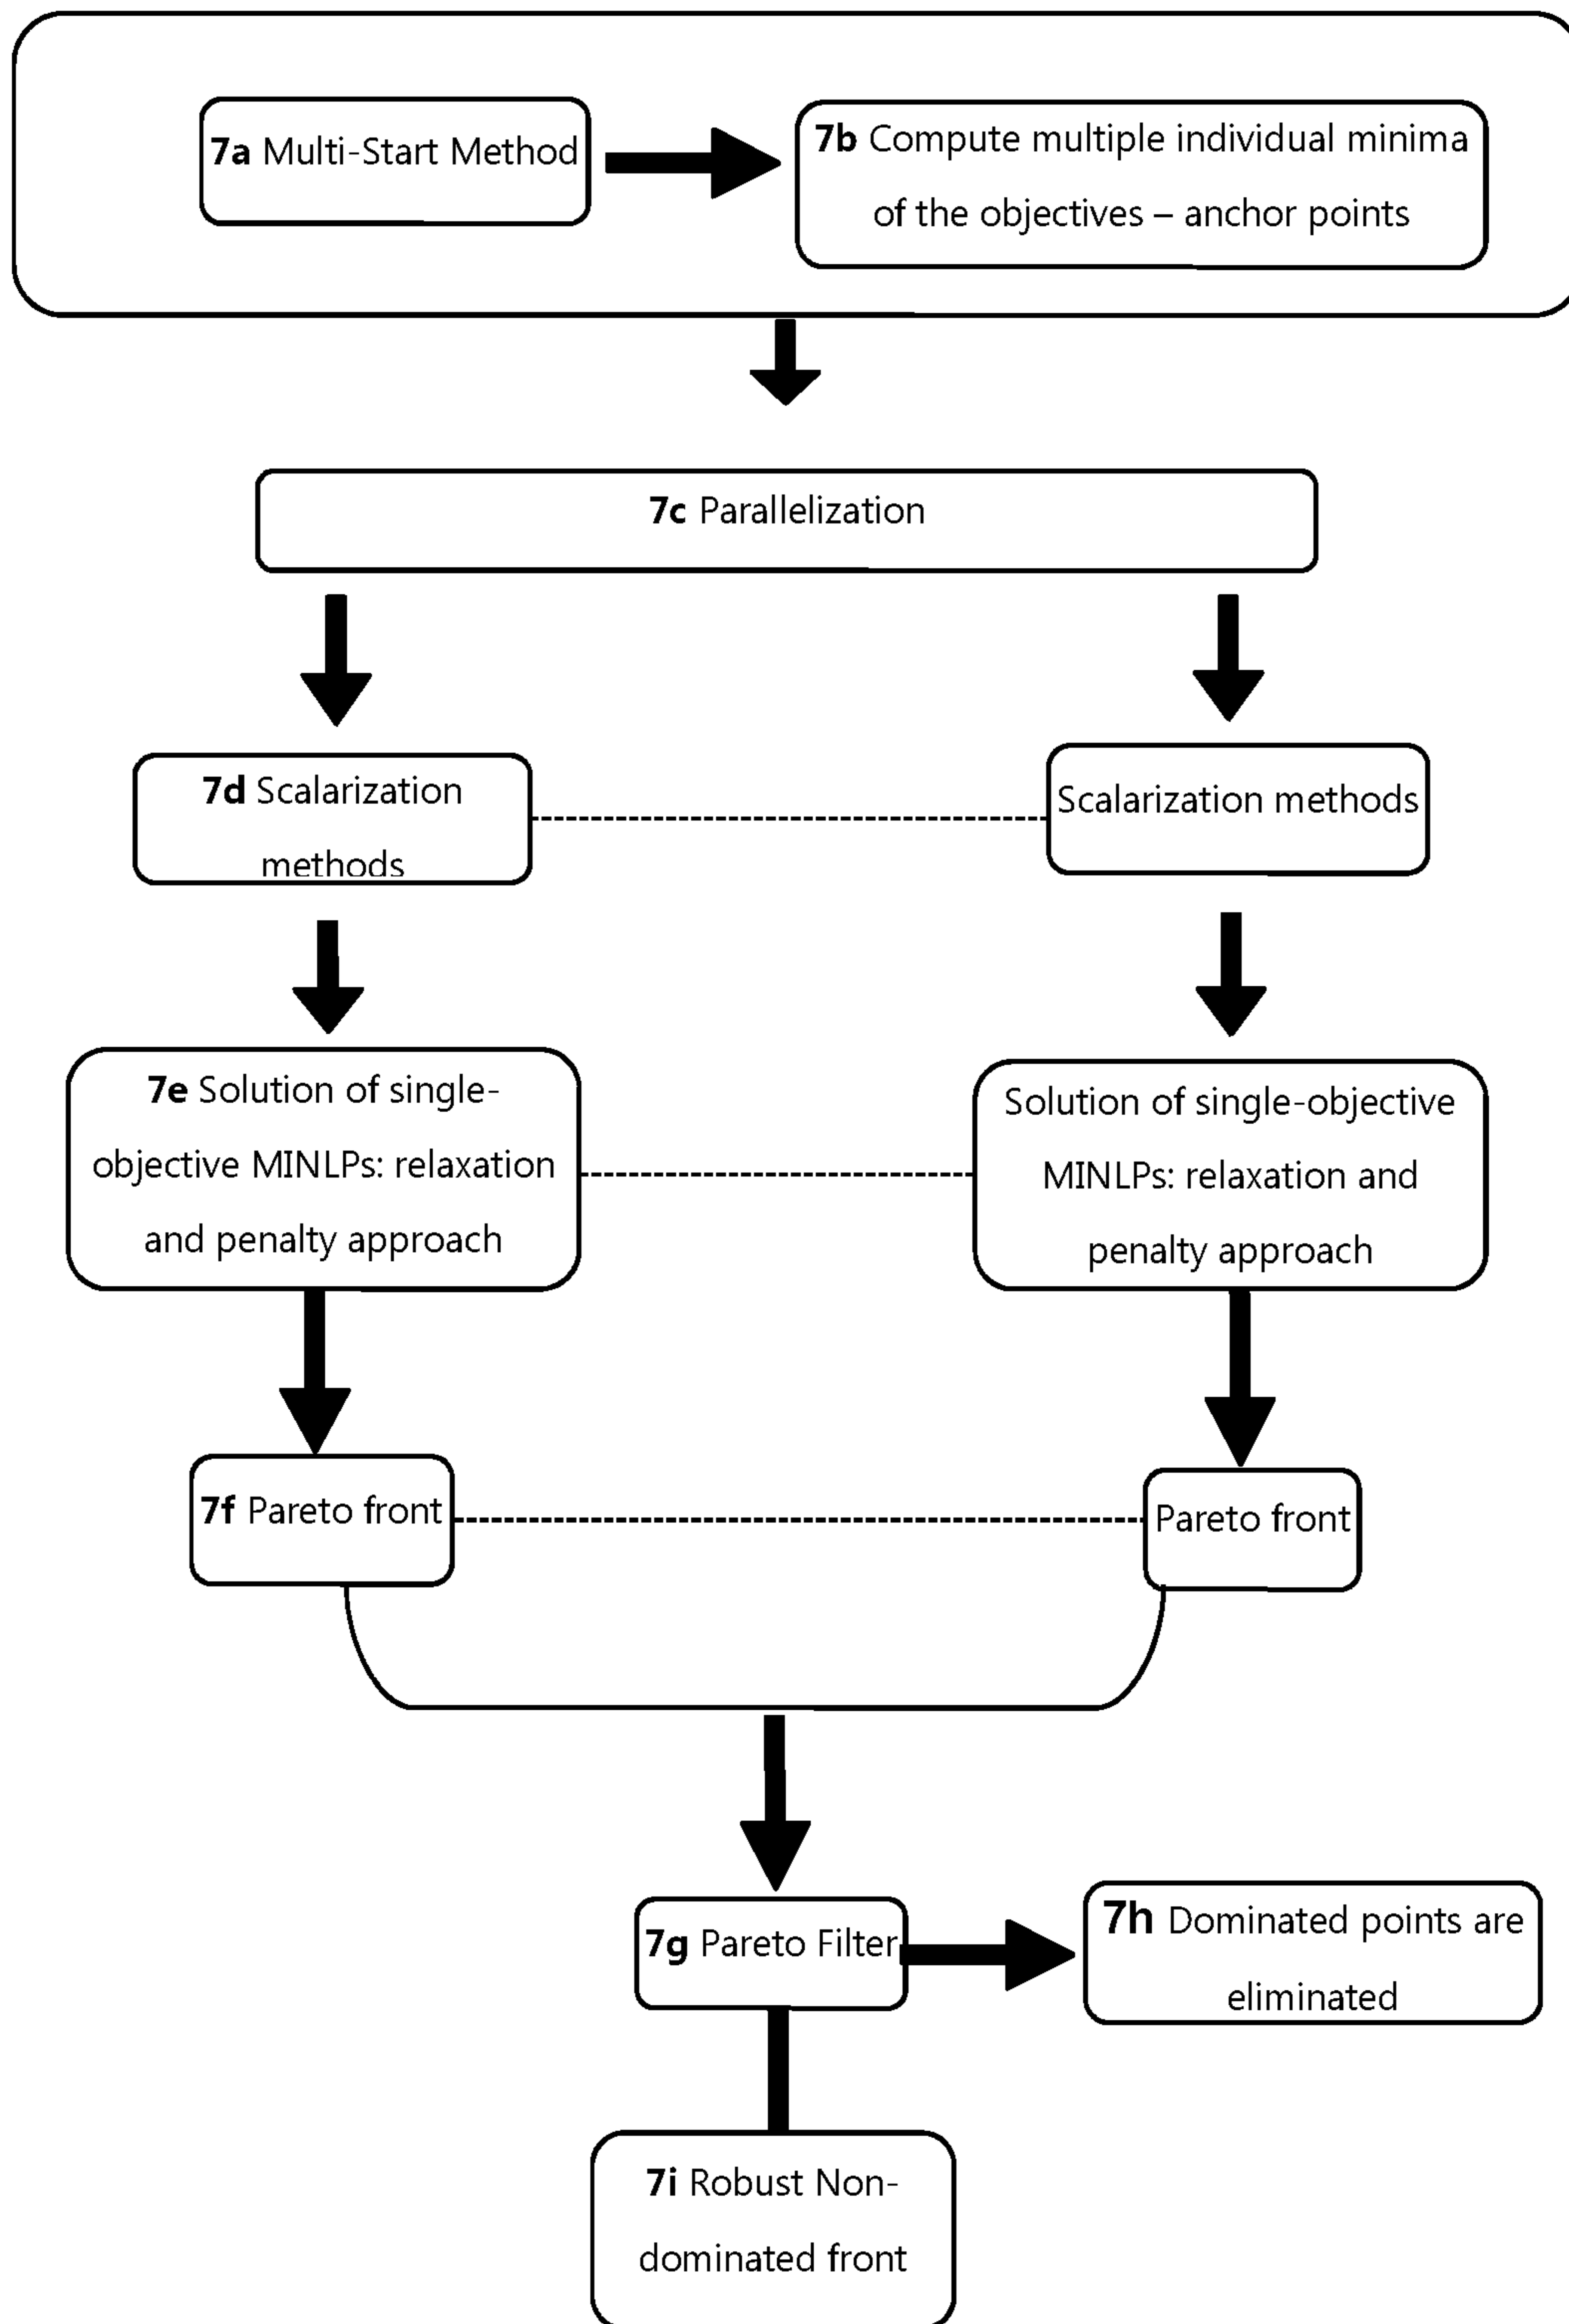 7a Multi-Start Method
7b Compute multiple individual minima
of the objectives – anchor points
7c Parallelization
7d Scalarization
methods
Scalarization methods
7e Solution of single-
objective MINLPs: relaxation
and penalty approach
Solution of single-objective
MINLPs: relaxation and
penalty approach
7f Pareto front
Pareto front
7g Pareto Filter
7h Dominated points are
eliminated
7i Robust Non-
dominated front